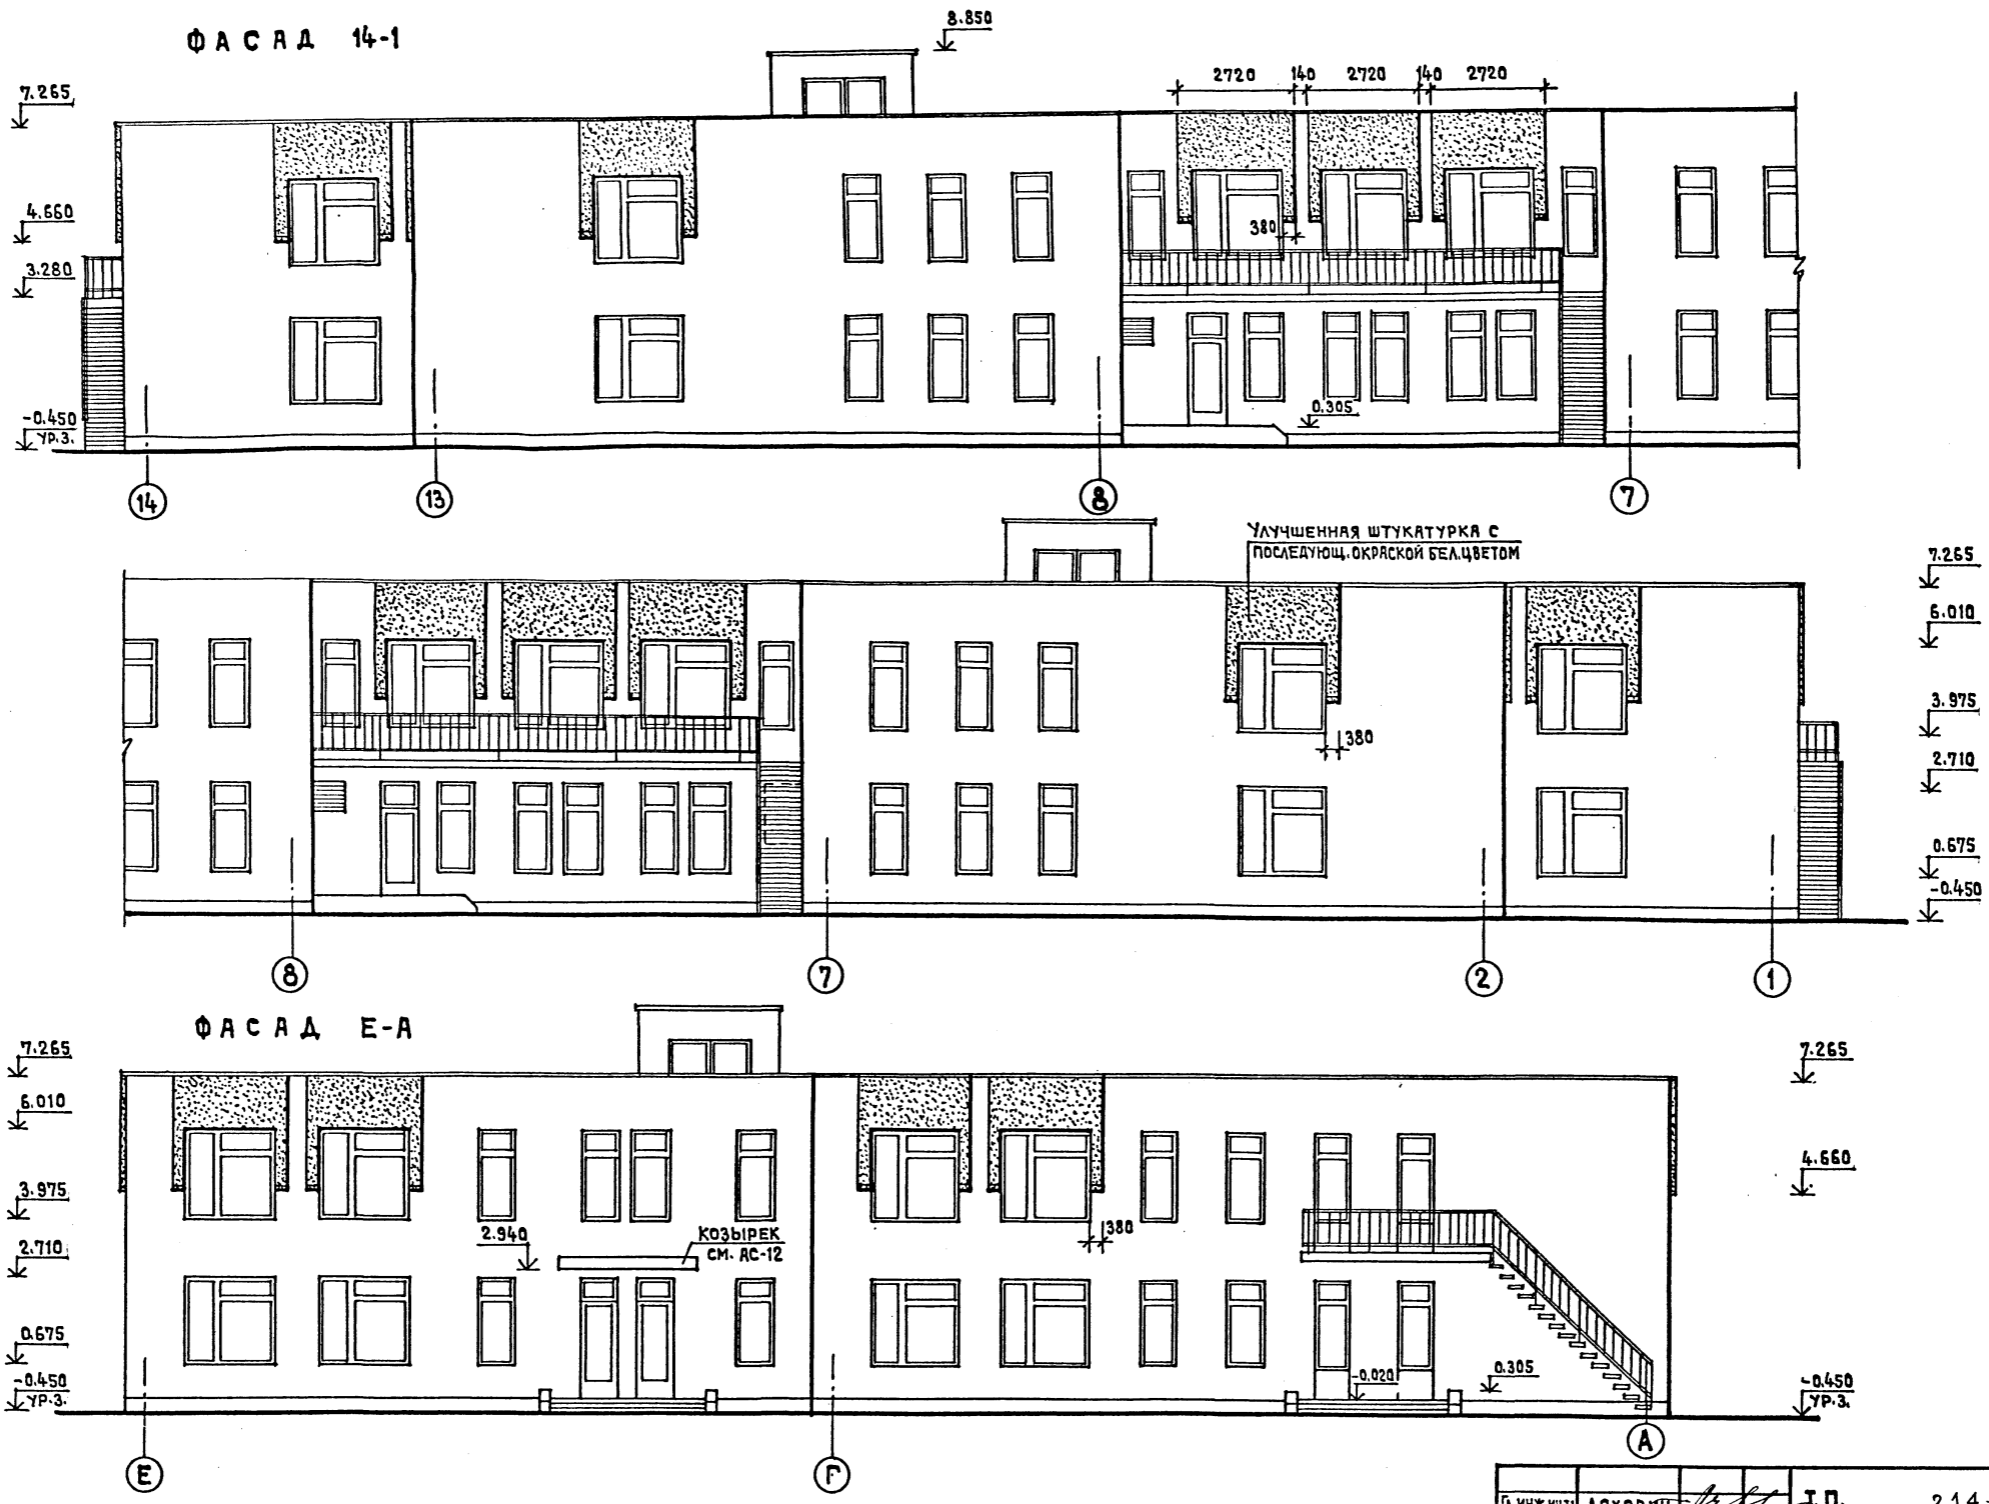 ФАСАД 14-1
8.850
7.265
2720 140 2720 140 2720
4.660
380
3.280
0.305
-0.450
УР.З.
14 13 8 7
УЛУЧШЕННАЯ ШТУКАТУРКА С
ПОСЛЕДУЮЩ. ОКРАСКОЙ БЕЛ.ЦВЕТОМ
7.265
6.010
3.975
380
2.710
0.675
-0.450
8 7 2 1
ФАСАД Е-А
7.265 7.265
6.010
4.660
3.975
2.940
КОЗЫРЕК
СМ. АС-12
380
2.710
0.675
-0.020
0.305
-0.450
УР.З.
-0.450
УР.З.
А
Е Г
Т.П.